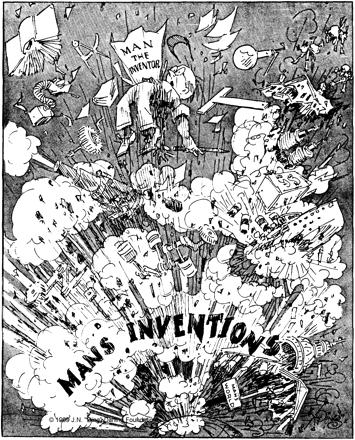 MAN
THE
INVENTOR
MANS INVENTIONS
© J.N.